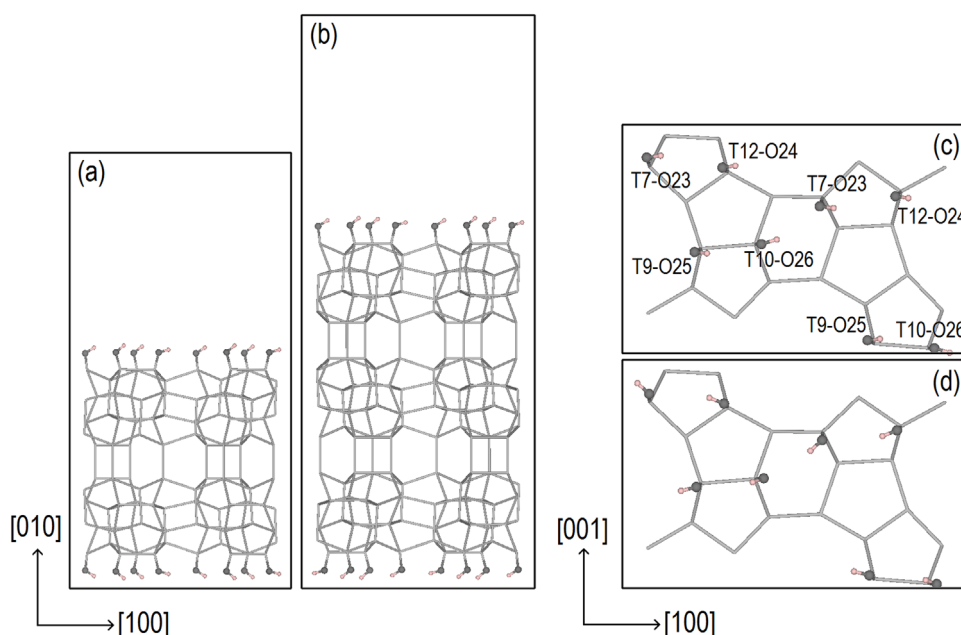 (a)
(b)
[010]
[100]
(c)
T12-O24
T7-O23
T7-O23
T12-O24
T9-O25
T10-O26
T9-O25
T10-O26
(d)
[001]
[100]